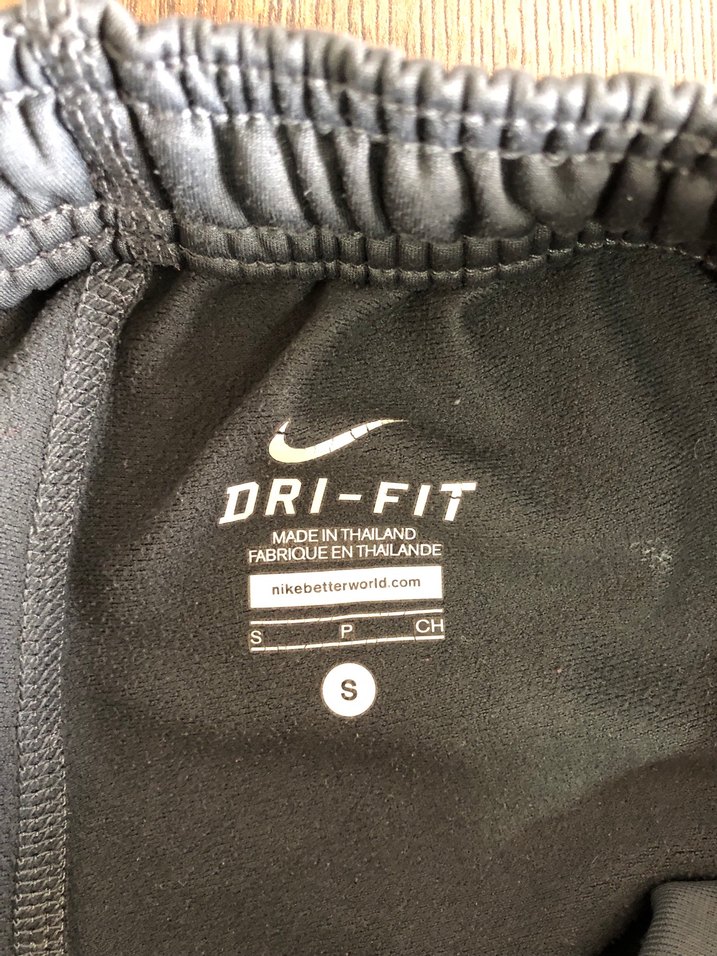 DRI-FIT
MADE IN THAILAND
FABRIQUE EN THAILANDE
nikebetterworld.com
S P CH
S